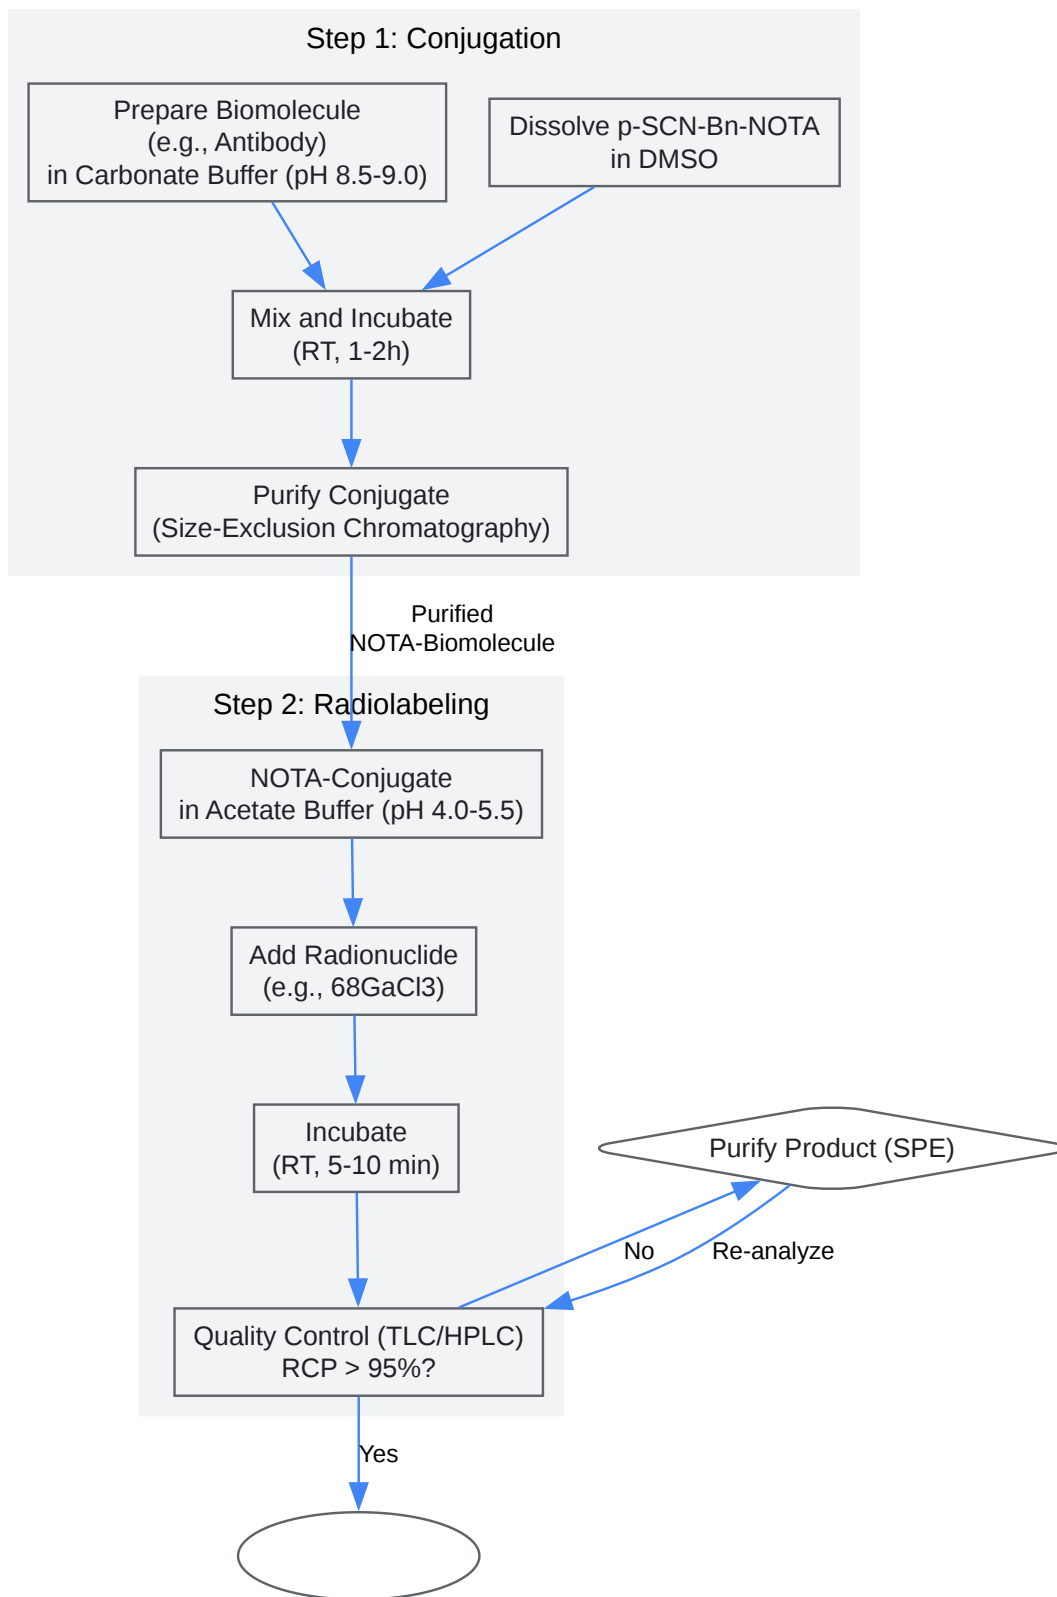 Step 1: Conjugation
Prepare Biomolecule
(e.g., Antibody)
in Carbonate Buffer (pH 8.5-9.0)
Dissolve p-SCN-Bn-NOTA
in DMSO
Mix and Incubate
(RT, 1-2h)
Purify Conjugate
(Size-Exclusion Chromatography)
Purified
NOTA-Biomolecule
Step 2: Radiolabeling
NOTA-Conjugate
in Acetate Buffer (pH 4.0-5.5)
Add Radionuclide
(e.g., 68GaCl3)
Incubate
(RT, 5-10 min)
Purify Product (SPE)
No
Re-analyze
Quality Control (TLC/HPLC)
RCP > 95%?
Yes